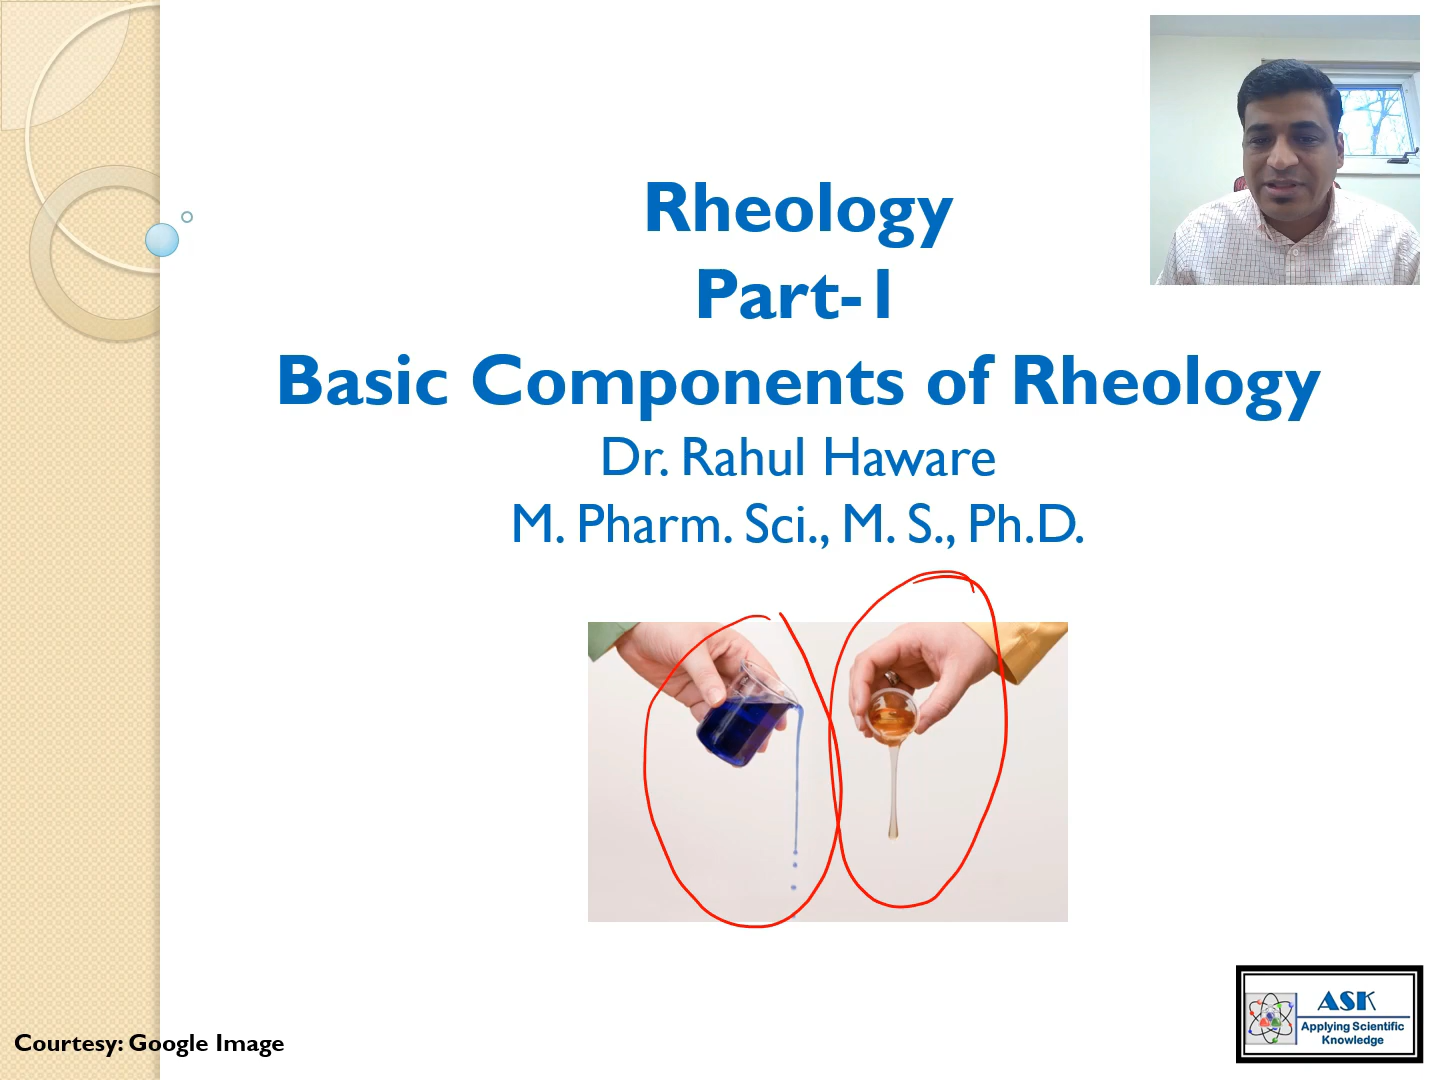 Rheology
Part-1
Basic Components of Rheology
Dr. Rahul Haware
M. Pharm. Sci., M. S., Ph.D.
ASK
Applying Scientific
Knowledge
Courtesy: Google Image